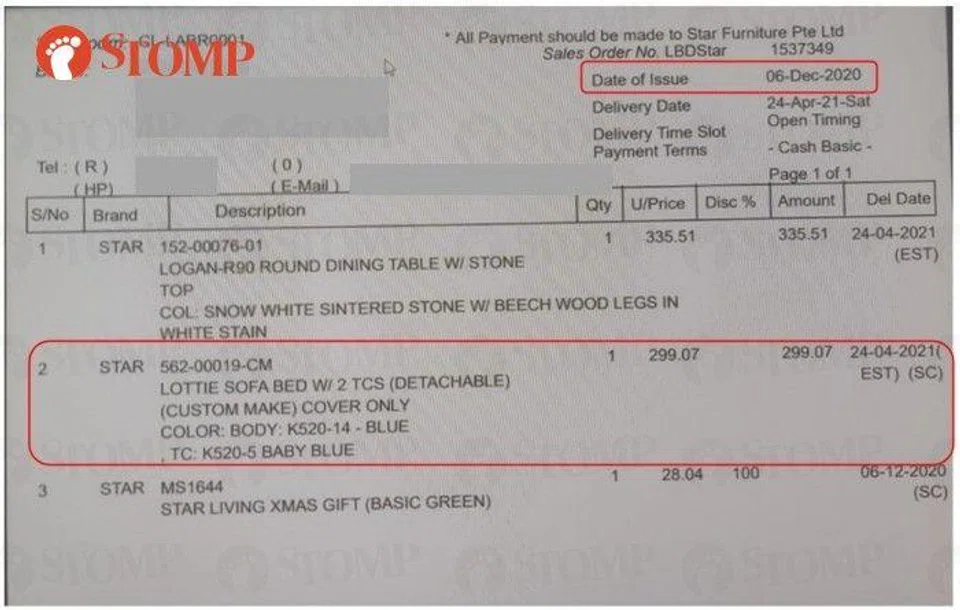 STOMP
GL-LABR0001
* All Payment should be made to Star Furniture Pte Ltd
Sales Order No. LBDStar 1537349
Date of Issue 06-Dec-2020
Delivery Date 24-Apr-21-Sat
Open Timing
Delivery Time Slot
Payment Terms - Cash Basic -
Page 1 of 1
Tel : ( R ) ( 0 )
( HP) ( E-Mail )
S/No Brand Description Qty U/Price Disc % Amount Del Date
1 STAR 152-00076-01 1 335.51 335.51 24-04-2021
(EST)
LOGAN-R90 ROUND DINING TABLE W/ STONE
TOP
COL: SNOW WHITE SINTERED STONE W/ BEECH WOOD LEGS IN
WHITE STAIN
2 STAR 562-00019-CM 1 299.07 299.07 24-04-2021(
EST) (SC)
LOTTIE SOFA BED W/ 2 TCS (DETACHABLE)
(CUSTOM MAKE) COVER ONLY
COLOR: BODY: K520-14 - BLUE
, TC: K520-5 BABY BLUE
3 STAR MS1644 1 28.04 100 06-12-2020
(SC)
STAR LIVING XMAS GIFT (BASIC GREEN)